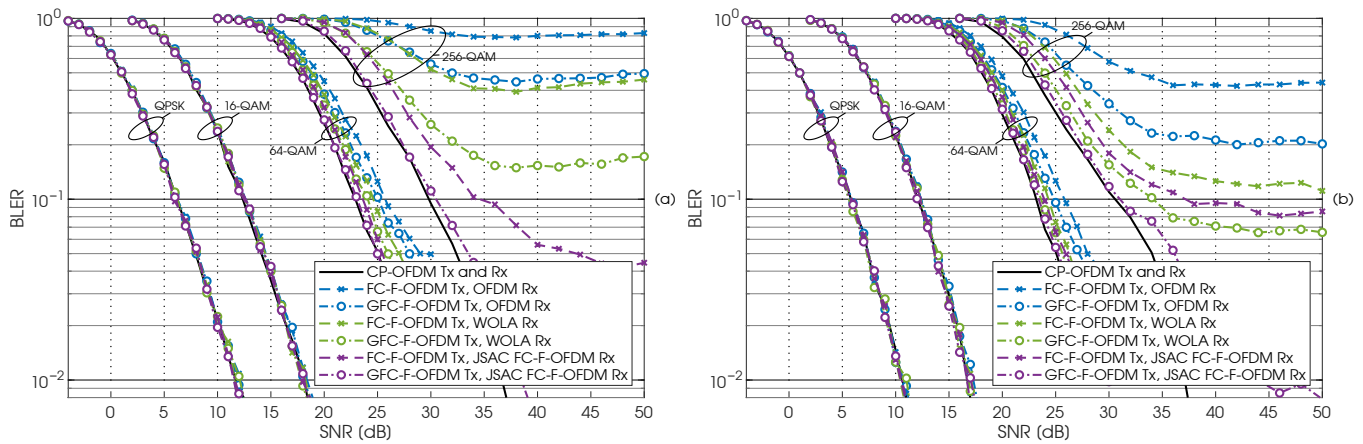 10^0
10^-1
10^-2
BLER
0 5 10 15 20 25 30 35 40 45 50
SNR [dB]
QPSK
16-QAM
64-QAM
256-QAM
CP-OFDM Tx and Rx
FC-F-OFDM Tx, OFDM Rx
GFC-F-OFDM Tx, OFDM Rx
FC-F-OFDM Tx, WOLA Rx
GFC-F-OFDM Tx, WOLA Rx
FC-F-OFDM Tx, JSAC FC-F-OFDM Rx
GFC-F-OFDM Tx, JSAC FC-F-OFDM Rx
(a)
10^0
10^-1
10^-2
BLER
0 5 10 15 20 25 30 35 40 45 50
SNR [dB]
QPSK
16-QAM
64-QAM
256-QAM
CP-OFDM Tx and Rx
FC-F-OFDM Tx, OFDM Rx
GFC-F-OFDM Tx, OFDM Rx
FC-F-OFDM Tx, WOLA Rx
GFC-F-OFDM Tx, WOLA Rx
FC-F-OFDM Tx, JSAC FC-F-OFDM Rx
GFC-F-OFDM Tx, JSAC FC-F-OFDM Rx
(b)